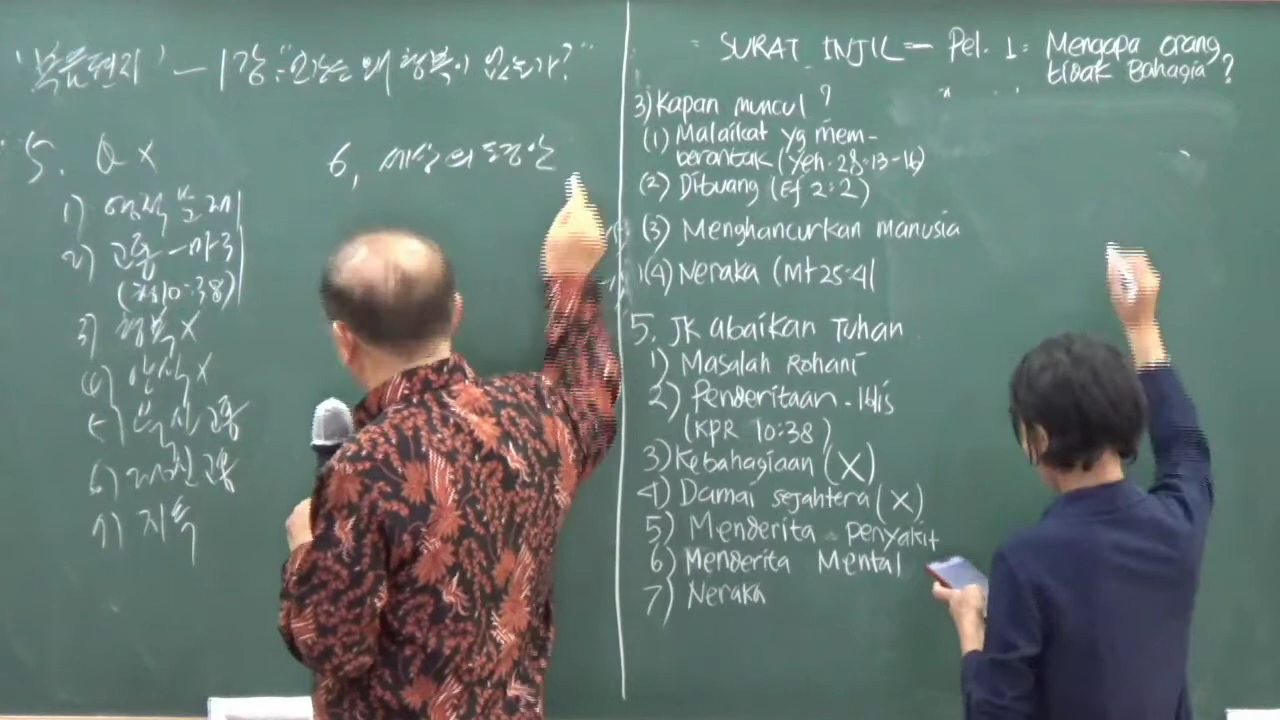 '복음편지' — 1강: "인간은 왜 행복이 없는가?"
5. 하X
1) 영적 문제
2) 고통 — 마귀
(행10:38)
3) 행복 X
4) 안식 X
5) 육신 고통
6) 정신 고통
7) 지옥
6, 세상의
= SURAT INJIL — Pel. 1: Mengapa orang
tidak Bahagia?
3) Kapan muncul?
(1) Malaikat yg mem-
berontak (Yeh. 28:13-16)
(2) Dibuang (Ef 2:2)
(3) Menghancurkan manusia
(4) Neraka (Mt 25:41
5. JK abaikan Tuhan
1) Masalah Rohani
2) Penderitaan - Iblis
(KPR 10:38)
3) Kebahagiaan (X)
4) Damai sejahtera (X)
5) Menderita - penyakit
6) Menderita Mental
7) Neraka